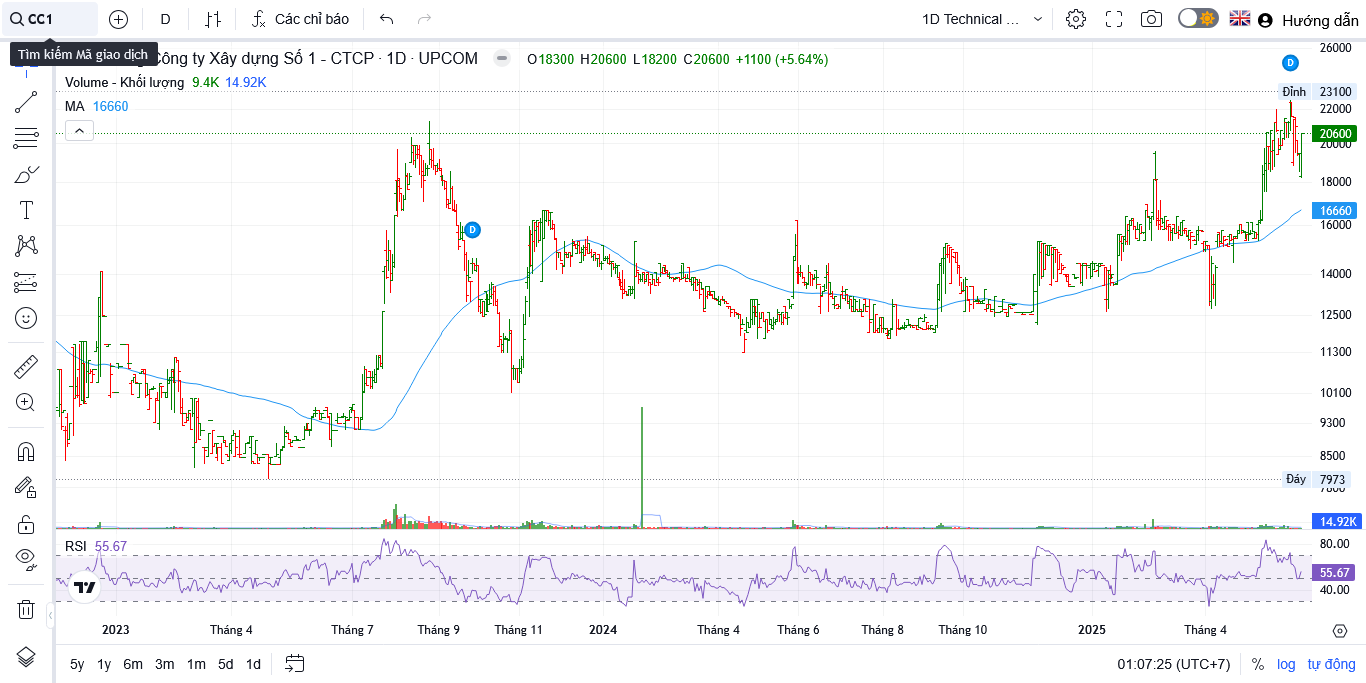 CC1 D Các chỉ báo 1D Technical ... Hướng dẫn
Tìm kiếm Mã giao dịch
Công ty Xây dựng Số 1 - CTCP · 1D · UPCOM O18300 H20600 L18200 C20600 +1100 (+5.64%)
Volume - Khối lượng 9.4K 14.92K
MA 16660
D
D
26000
Đỉnh 23100
22000
20600
20000
18000
16660
16000
14000
12500
11300
10100
9300
8500
Đáy 7973
14.92K
RSI 55.67
80.00
55.67
40.00
2023 Tháng 4 Tháng 7 Tháng 9 Tháng 11 2024 Tháng 4 Tháng 6 Tháng 8 Tháng 10 2025 Tháng 4
5y 1y 6m 3m 1m 5d 1d 01:07:25 (UTC+7) % log tự động